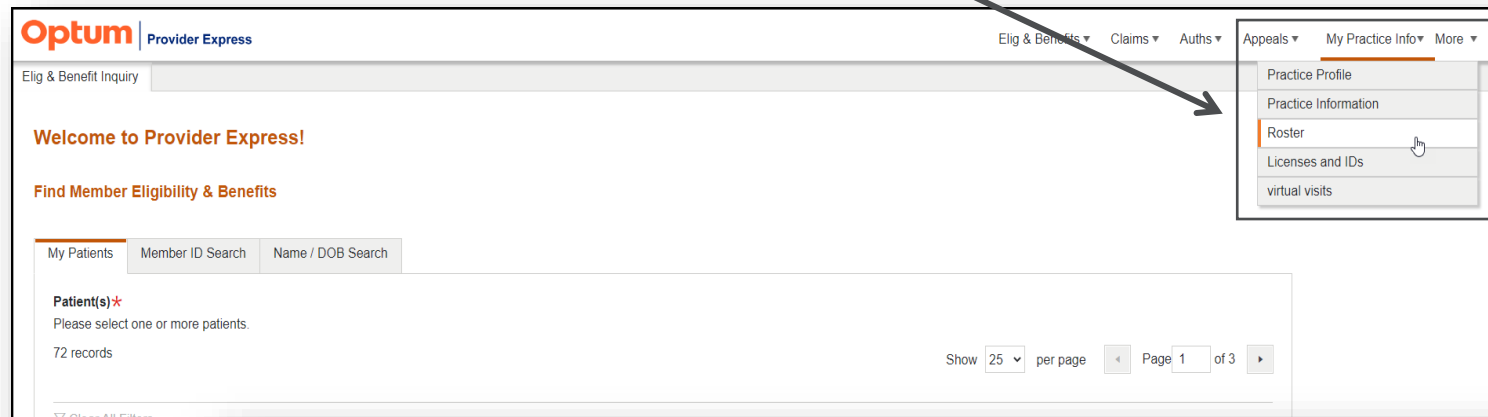 Optum Provider Express
Elig & Benefits ▾ Claims ▾ Auths ▾ Appeals ▾ My Practice Info▾ More ▾
Elig & Benefit Inquiry
Practice Profile
Practice Information
Roster
Licenses and IDs
virtual visits
Welcome to Provider Express!
Find Member Eligibility & Benefits
My Patients Member ID Search Name / DOB Search
Patient(s)*
Please select one or more patients.
72 records
Show 25 per page Page 1 of 3
Clear All Filters